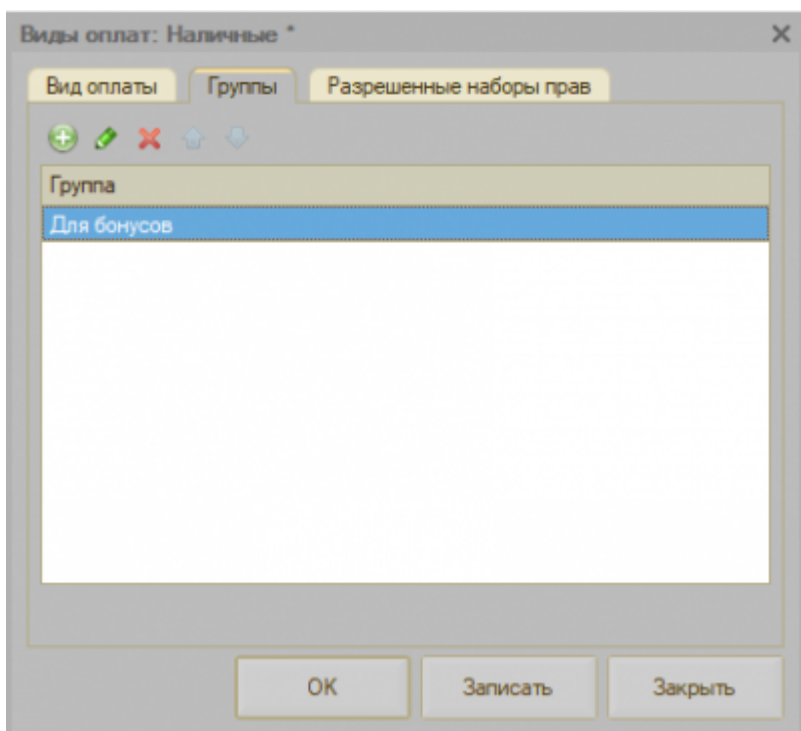 Виды оплат: Наличные *
Вид оплаты Группы Разрешенные наборы прав
Группа
Для бонусов
OK Записать Закрыть